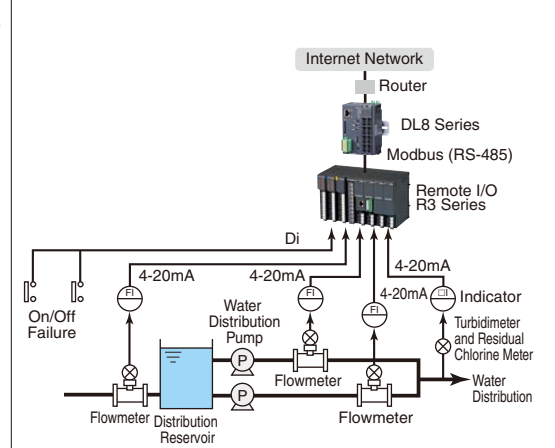 Internet Network
Router
DL8 Series
Modbus (RS-485)
Remote I/O
R3 Series
Di
4-20mA
4-20mA
4-20mA
4-20mA
FI
FI
FI
□I
Indicator
On/Off
Failure
Water
Distribution
Pump
Turbidimeter
and Residual
Chlorine Meter
P
P
Flowmeter
Water
Distribution
Flowmeter
Distribution
Reservoir
Flowmeter